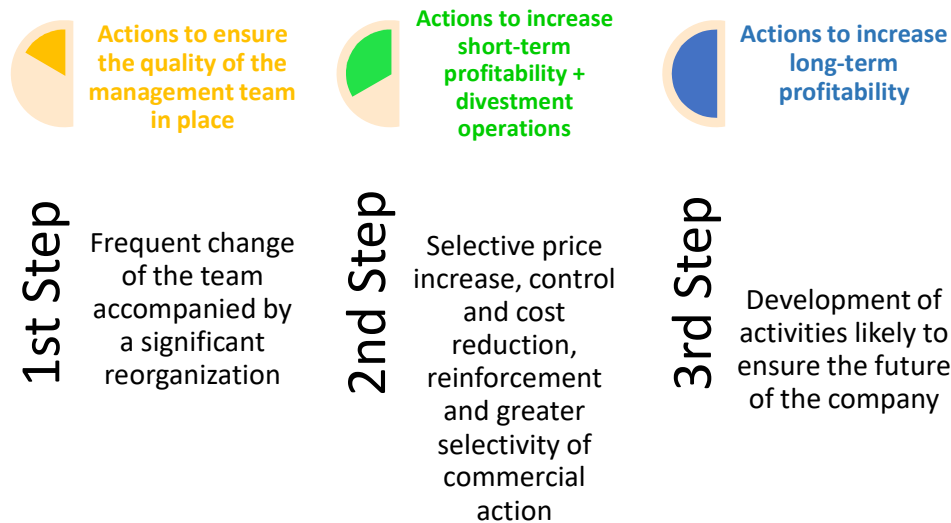 Actions to ensure
the quality of the
management team
in place
1st Step
Frequent change
of the team
accompanied by
a significant
reorganization
Actions to increase
short-term
profitability +
divestment
operations
2nd Step
Selective price
increase, control
and cost
reduction,
reinforcement
and greater
selectivity of
commercial
action
Actions to increase
long-term
profitability
3rd Step
Development of
activities likely to
ensure the future
of the company